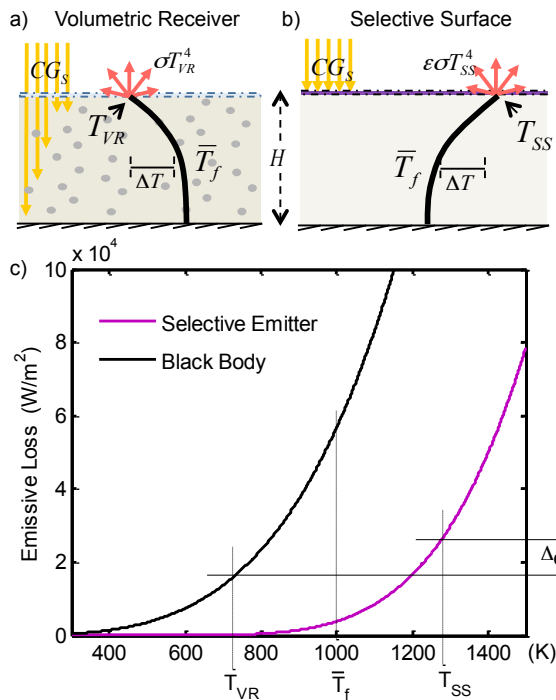 a) Volumetric Receiver
CG_S
σT_VR^4
T_VR
T̅_f
ΔT
H
b) Selective Surface
CG_S
εσT_SS^4
T_SS
T̅_f
ΔT
c)
x 10^4
Emissive Loss (W/m^2)
10
8
6
4
2
0
Selective Emitter
Black Body
400 600 800 1000 1200 1400 (K)
T_VR T̅_f T_SS